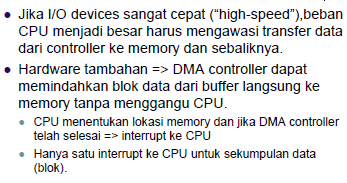 • Jika I/O devices sangat cepat (“high-speed”),beban
CPU menjadi besar harus mengawasi transfer data
dari controller ke memory dan sebaliknya.
• Hardware tambahan => DMA controller dapat
memindahkan blok data dari buffer langsung ke
memory tanpa menggangu CPU.
• CPU menentukan lokasi memory dan jika DMA controller
telah selesai => interrupt ke CPU
• Hanya satu interrupt ke CPU untuk sekumpulan data
(blok).